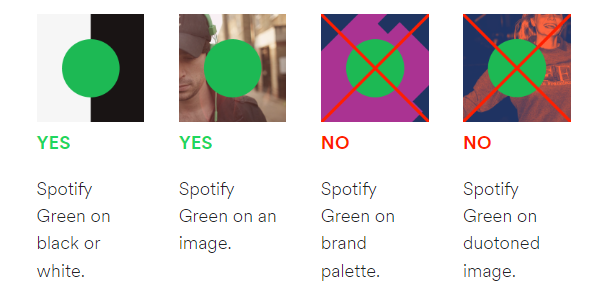 YES
Spotify
Green on
black or
white.
YES
Spotify
Green on an
image.
NO
Spotify
Green on
brand
palette.
NO
Spotify
Green on
duotoned
image.